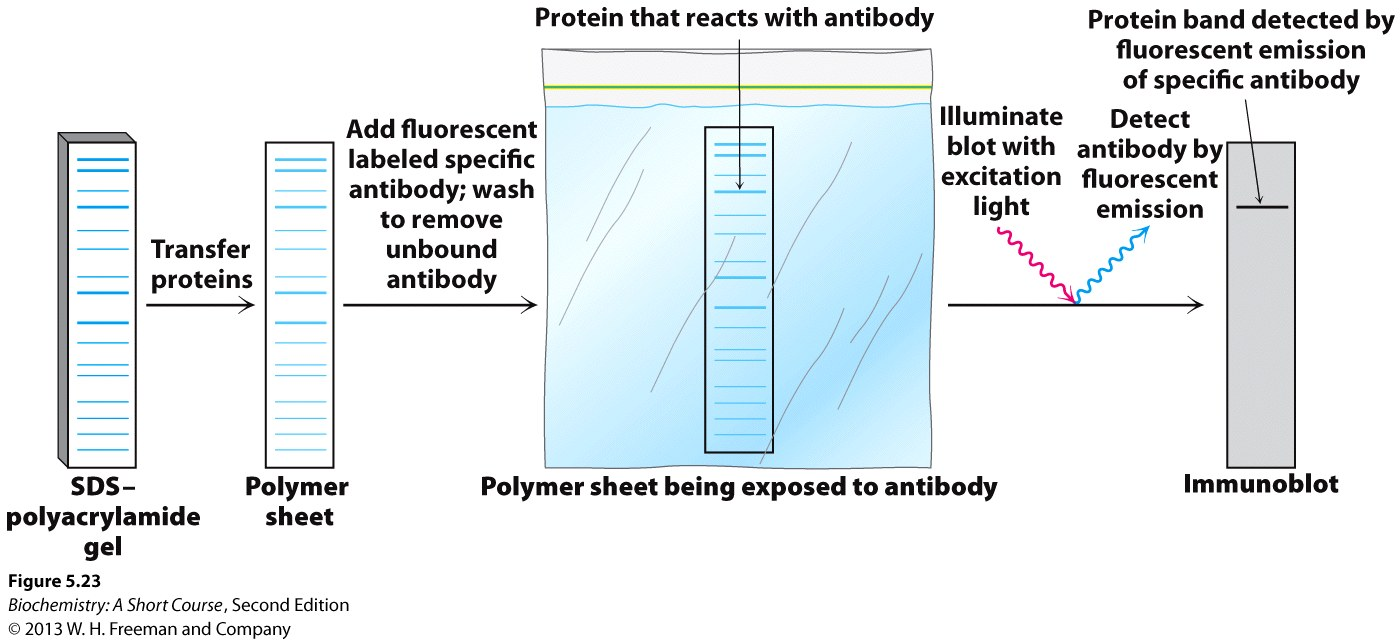 Protein that reacts with antibody
Protein band detected by
fluorescent emission
of specific antibody
Add fluorescent
labeled specific
antibody; wash
to remove
unbound
antibody
Illuminate
blot with
excitation
light
Detect
antibody by
fluorescent
emission
Transfer
proteins
SDS–
polyacrylamide
gel
Polymer
sheet
Polymer sheet being exposed to antibody
Immunoblot
Figure 5.23
Biochemistry: A Short Course, Second Edition
© 2013 W. H. Freeman and Company